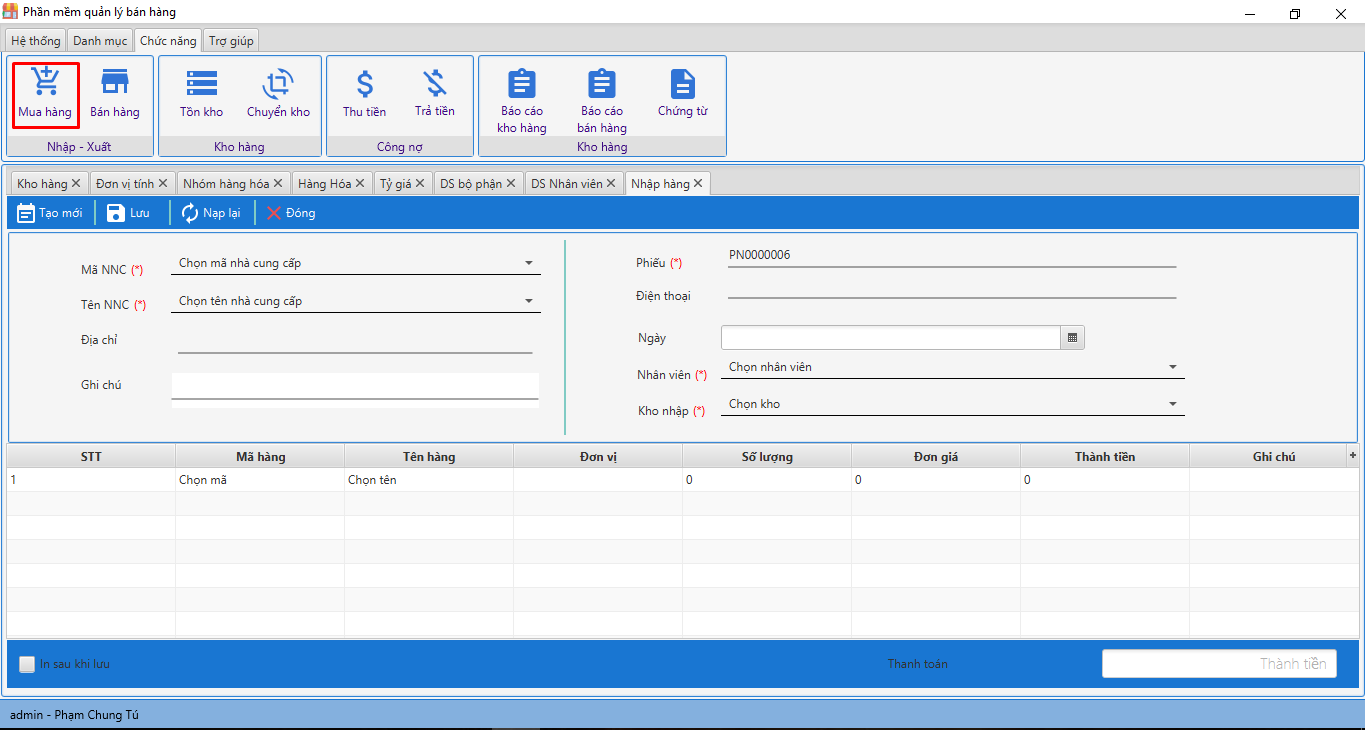 Phần mềm quản lý bán hàng
Hệ thống Danh mục Chức năng Trợ giúp
Mua hàng Bán hàng
Nhập - Xuất
Tồn kho Chuyển kho
Kho hàng
Thu tiền Trả tiền
Công nợ
Báo cáo kho hàng Báo cáo bán hàng Chứng từ
Kho hàng
Kho hàng Đơn vị tính Nhóm hàng hóa Hàng Hóa Tỷ giá DS bộ phận DS Nhân viên Nhập hàng
Tạo mới Lưu Nạp lại Đóng
Mã NNC (*) Chọn mã nhà cung cấp
Tên NNC (*) Chọn tên nhà cung cấp
Địa chỉ
Ghi chú
Phiếu (*) PN0000006
Điện thoại
Ngày
Nhân viên (*) Chọn nhân viên
Kho nhập (*) Chọn kho
STT Mã hàng Tên hàng Đơn vị Số lượng Đơn giá Thành tiền Ghi chú +
1 Chọn mã Chọn tên 0 0 0
In sau khi lưu Thanh toán Thành tiền
admin - Phạm Chung Tú